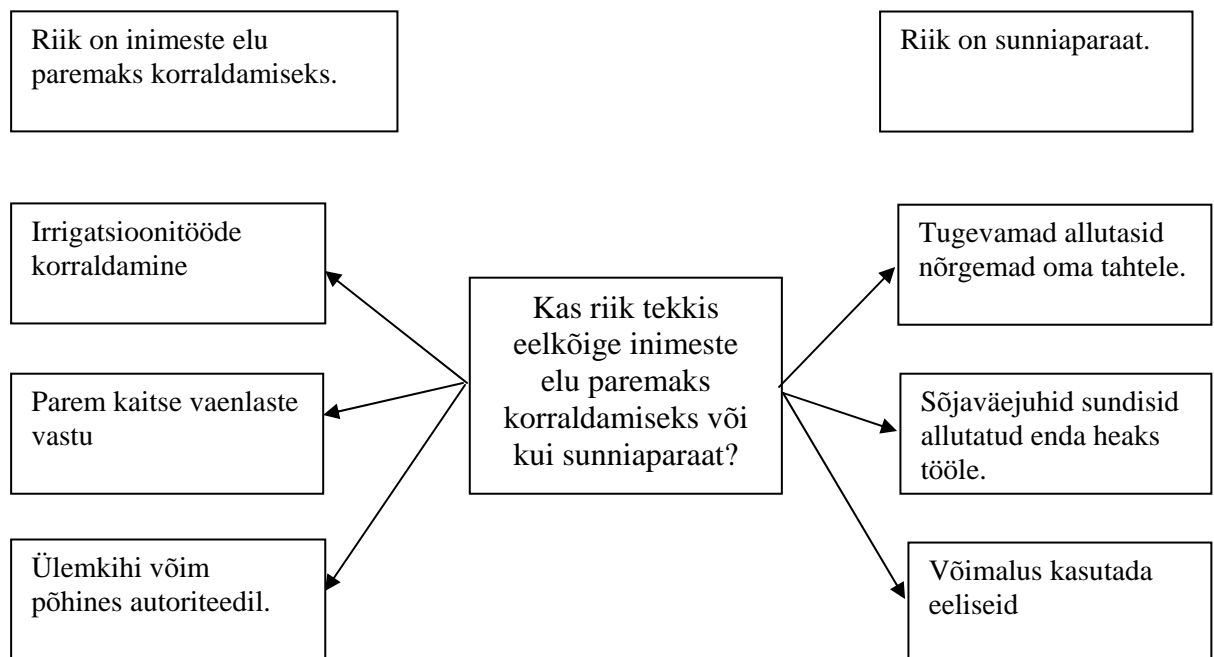 Riik on inimeste elu
paremaks korraldamiseks.
Riik on sunniaparaat.
Irrigatsioonitööde
korraldamine
Parem kaitse vaenlaste
vastu
Ülemkihi võim
põhines autoriteedil.
Kas riik tekkis
eelkõige inimeste
elu paremaks
korraldamiseks või
kui sunniaparaat?
Tugevamad allutasid
nõrgemad oma tahtele.
Sõjaväejuhid sundisid
allutatud enda heaks
tööle.
Võimalus kasutada
eeliseid